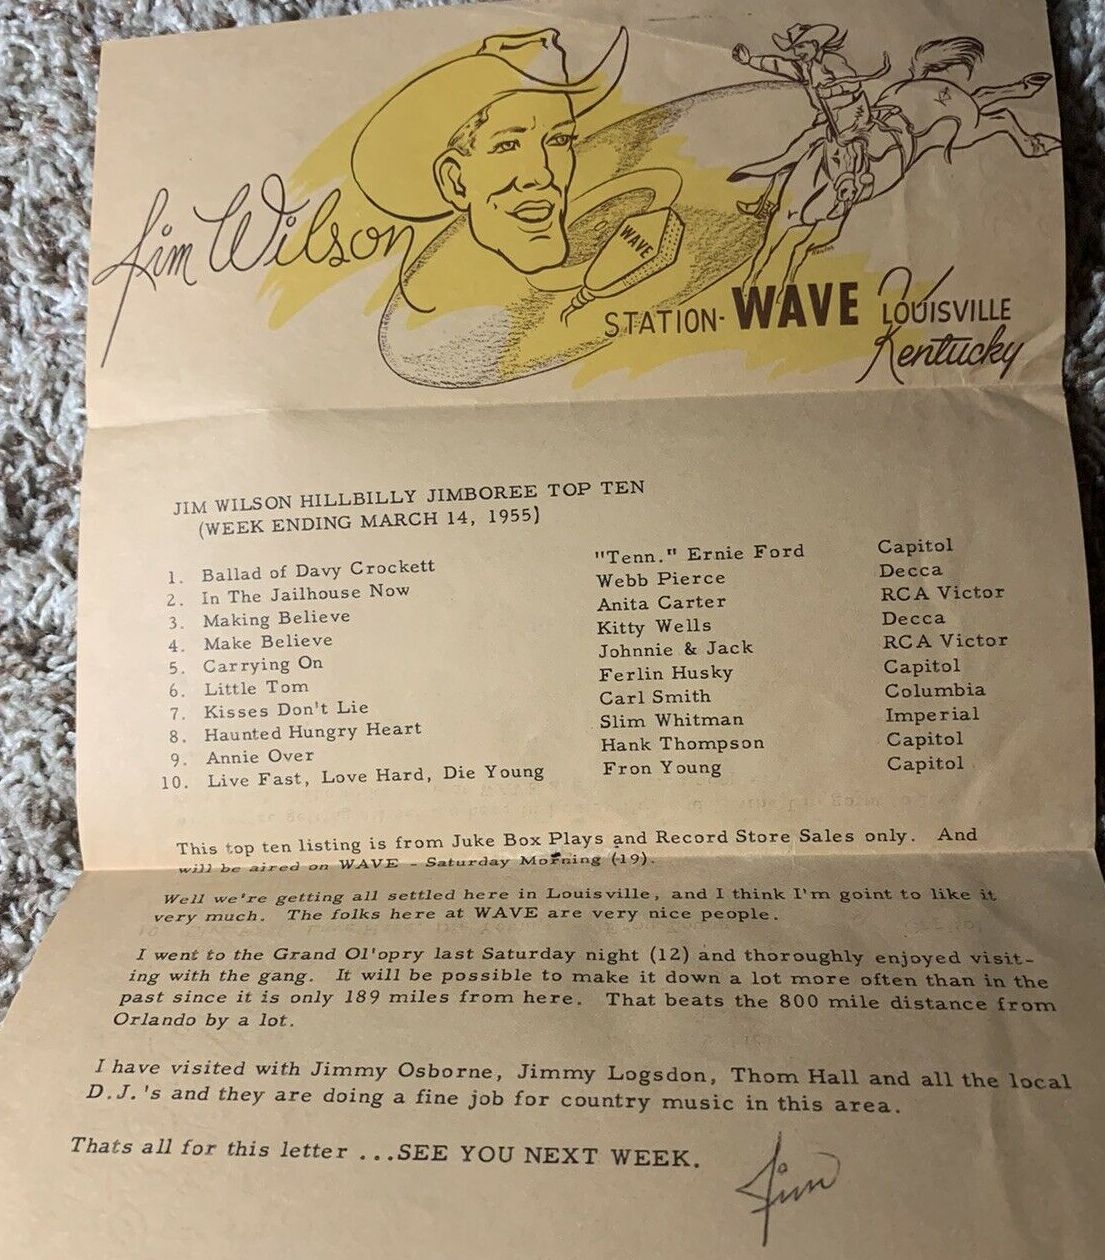 Jim Wilson
WAVE
STATION-WAVE LOUISVILLE
Kentucky
JIM WILSON HILLBILLY JIMBOREE TOP TEN
(WEEK ENDING MARCH 14, 1955)
1. Ballad of Davy Crockett "Tenn." Ernie Ford Capitol
2. In The Jailhouse Now Webb Pierce Decca
3. Making Believe Anita Carter RCA Victor
4. Make Believe Kitty Wells Decca
5. Carrying On Johnnie & Jack RCA Victor
6. Little Tom Ferlin Husky Capitol
7. Kisses Don't Lie Carl Smith Columbia
8. Haunted Hungry Heart Slim Whitman Imperial
9. Annie Over Hank Thompson Capitol
10. Live Fast, Love Hard, Die Young Fron Young Capitol
This top ten listing is from Juke Box Plays and Record Store Sales only. And
will be aired on WAVE - Saturday Morning (19).
Well we're getting all settled here in Louisville, and I think I'm goint to like it
very much. The folks here at WAVE are very nice people.
I went to the Grand Ol'opry last Saturday night (12) and thoroughly enjoyed visit-
ing with the gang. It will be possible to make it down a lot more often than in the
past since it is only 189 miles from here. That beats the 800 mile distance from
Orlando by a lot.
I have visited with Jimmy Osborne, Jimmy Logsdon, Thom Hall and all the local
D.J.'s and they are doing a fine job for country music in this area.
Thats all for this letter ...SEE YOU NEXT WEEK.
Jim